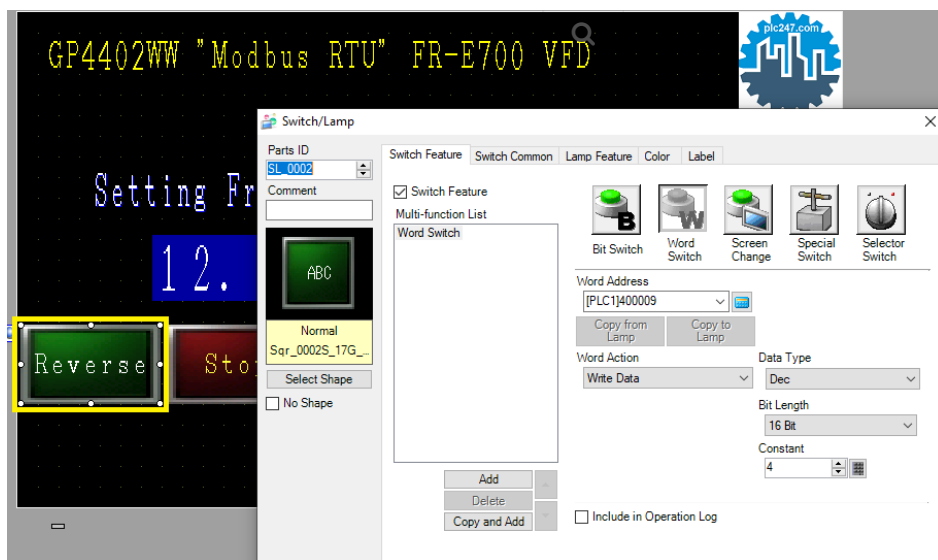 GP4402WW "Modbus RTU" FR-E700 VFD
plc247.com
Switch/Lamp
Parts ID
SL_0002
Comment
Switch Feature Switch Common Lamp Feature Color Label
Switch Feature
Multi-function List
Word Switch
Bit Switch
Word Switch
Screen Change
Special Switch
Selector Switch
Setting Fr
12.
ABC
Word Address
[PLC1]400009
Copy from Lamp
Copy to Lamp
Normal
Sqr_0002S_17G_...
Select Shape
No Shape
Word Action
Write Data
Data Type
Dec
Bit Length
16 Bit
Constant
4
Reverse
Sto
Add
Delete
Copy and Add
Include in Operation Log